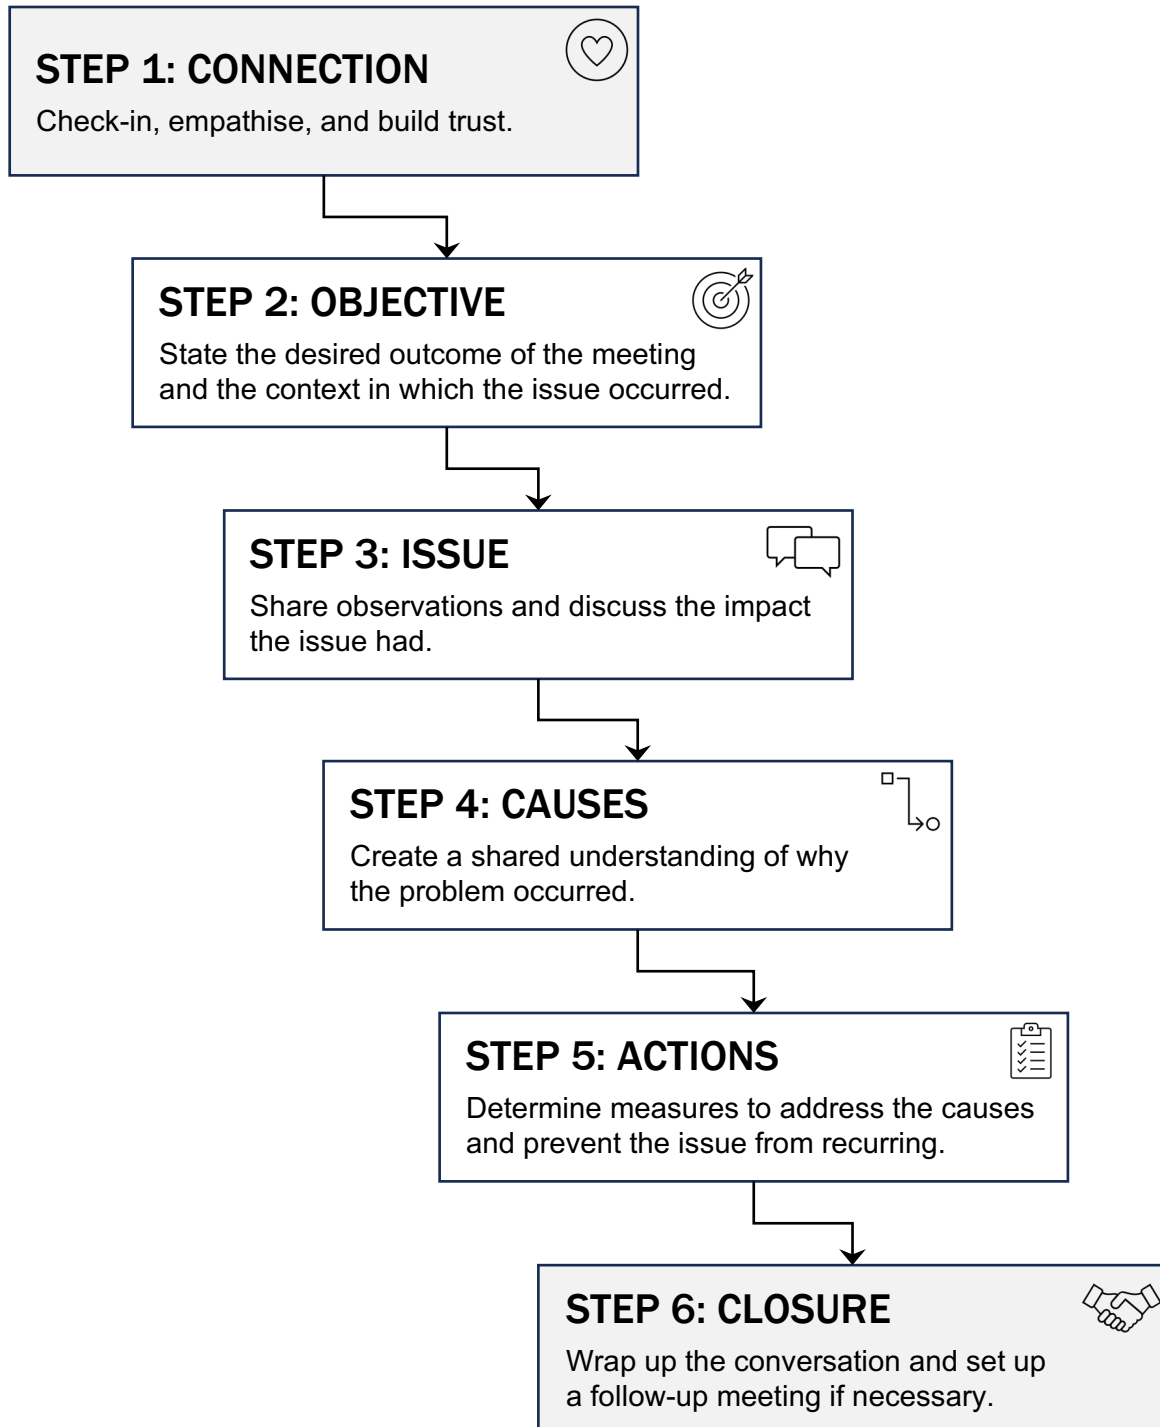 STEP 1: CONNECTION
Check-in, empathise, and build trust.
STEP 2: OBJECTIVE
State the desired outcome of the meeting
and the context in which the issue occurred.
STEP 3: ISSUE
Share observations and discuss the impact
the issue had.
STEP 4: CAUSES
Create a shared understanding of why
the problem occurred.
STEP 5: ACTIONS
Determine measures to address the causes
and prevent the issue from recurring.
STEP 6: CLOSURE
Wrap up the conversation and set up
a follow-up meeting if necessary.